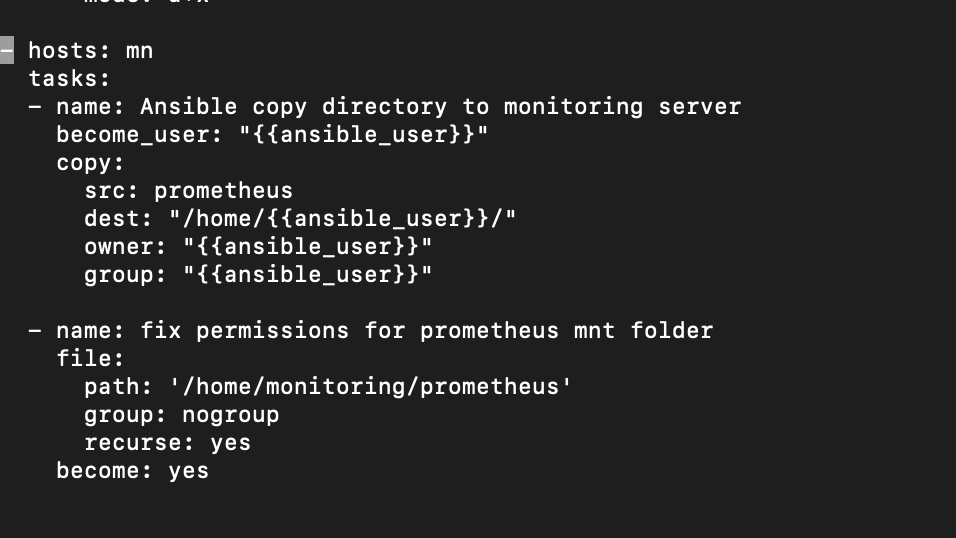 - hosts: mn
  tasks:
  - name: Ansible copy directory to monitoring server
    become_user: "{{ansible_user}}"
    copy:
      src: prometheus
      dest: "/home/{{ansible_user}}/"
      owner: "{{ansible_user}}"
      group: "{{ansible_user}}"

  - name: fix permissions for prometheus mnt folder
    file:
      path: '/home/monitoring/prometheus'
      group: nogroup
      recurse: yes
    become: yes